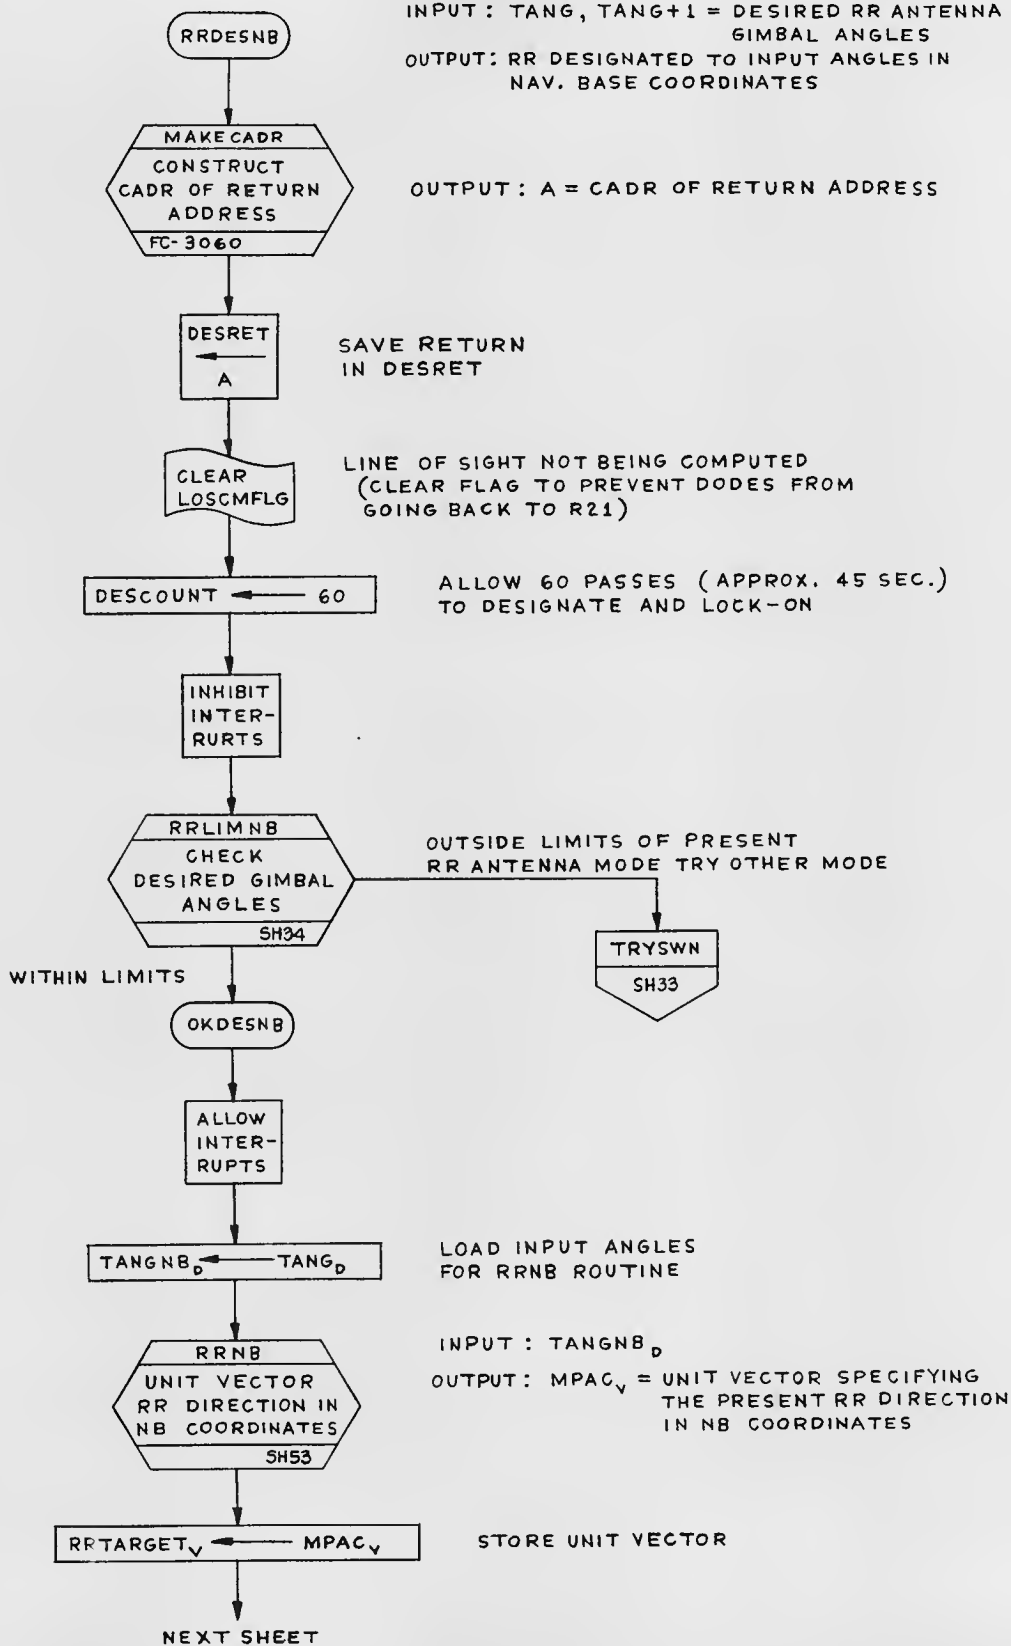 INPUT: TANG, TANG+1 = DESIRED RR ANTENNA
GIMBAL ANGLES
RRDESNB
OUTPUT: RR DESIGNATED TO INPUT ANGLES IN
NAV. BASE COORDINATES
MAKECADR
CONSTRUCT
CADR OF RETURN
ADDRESS
FC-3060
OUTPUT: A = CADR OF RETURN ADDRESS
DESRET
A
SAVE RETURN
IN DESRET
CLEAR
LOSCMFLG
LINE OF SIGHT NOT BEING COMPUTED
(CLEAR FLAG TO PREVENT DODES FROM
GOING BACK TO R21)
DESCOUNT ← 60
ALLOW 60 PASSES (APPROX. 45 SEC.)
TO DESIGNATE AND LOCK-ON
INHIBIT
INTER-
RURTS
RRLIMNB
CHECK
DESIRED GIMBAL
ANGLES
SH34
OUTSIDE LIMITS OF PRESENT
RR ANTENNA MODE TRY OTHER MODE
TRYSWN
SH33
WITHIN LIMITS
OKDESNB
ALLOW
INTER-
RUPTS
TANGNB_D ← TANG_D
LOAD INPUT ANGLES
FOR RRNB ROUTINE
RRNB
UNIT VECTOR
RR DIRECTION IN
NB COORDINATES
SH53
INPUT: TANGNB_D
OUTPUT: MPAC_V = UNIT VECTOR SPECIFYING
THE PRESENT RR DIRECTION
IN NB COORDINATES
RRTARGET_V ← MPAC_V
STORE UNIT VECTOR
NEXT SHEET